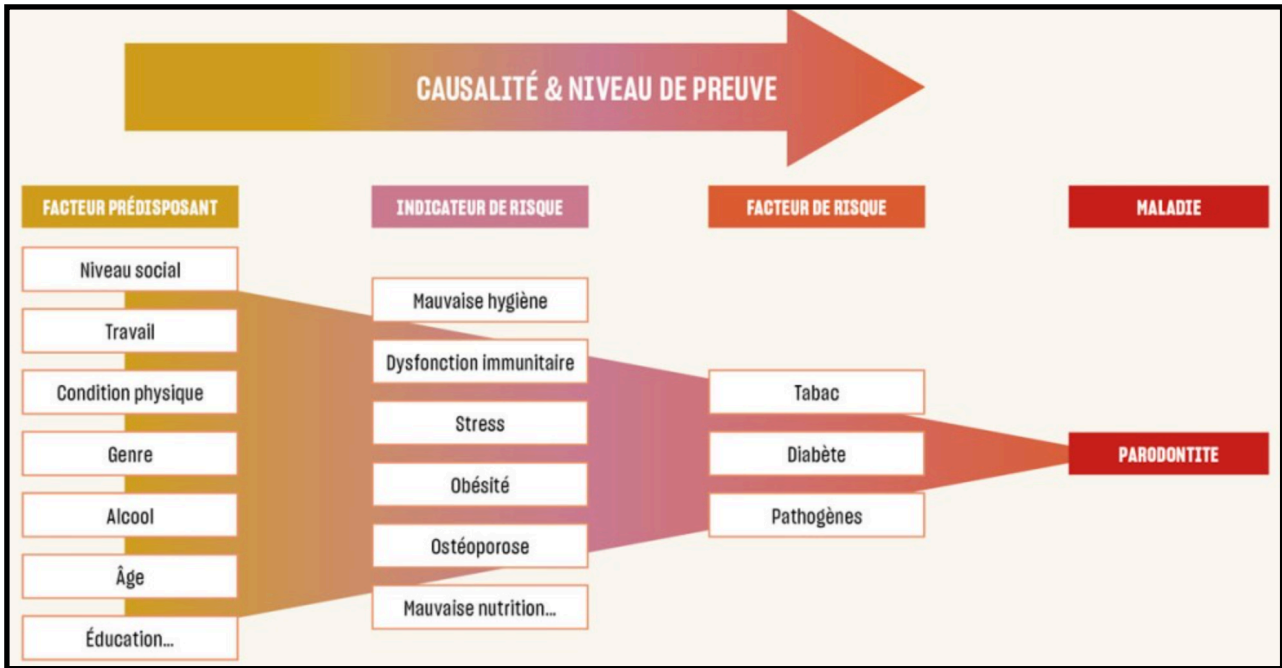 CAUSALITÉ & NIVEAU DE PREUVE
FACTEUR PRÉDISPOSANT
INDICATEUR DE RISQUE
FACTEUR DE RISQUE
MALADIE
Niveau social
Travail
Condition physique
Genre
Alcool
Âge
Éducation...
Mauvaise hygiène
Dysfonction immunitaire
Stress
Obésité
Ostéoporose
Mauvaise nutrition...
Tabac
Diabète
Pathogènes
PARODONTITE